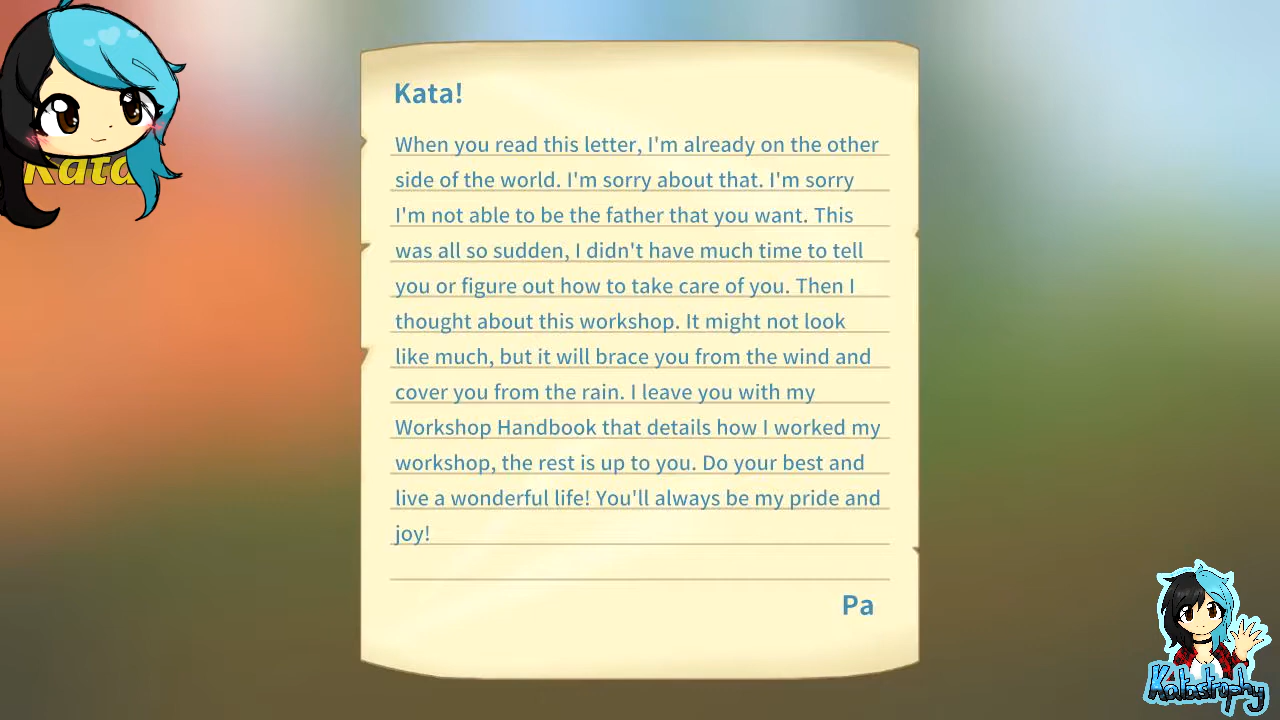 Kata
Kata!
When you read this letter, I'm already on the other
side of the world. I'm sorry about that. I'm sorry
I'm not able to be the father that you want. This
was all so sudden, I didn't have much time to tell
you or figure out how to take care of you. Then I
thought about this workshop. It might not look
like much, but it will brace you from the wind and
cover you from the rain. I leave you with my
Workshop Handbook that details how I worked my
workshop, the rest is up to you. Do your best and
live a wonderful life! You'll always be my pride and
joy!
Pa
Katastrophy